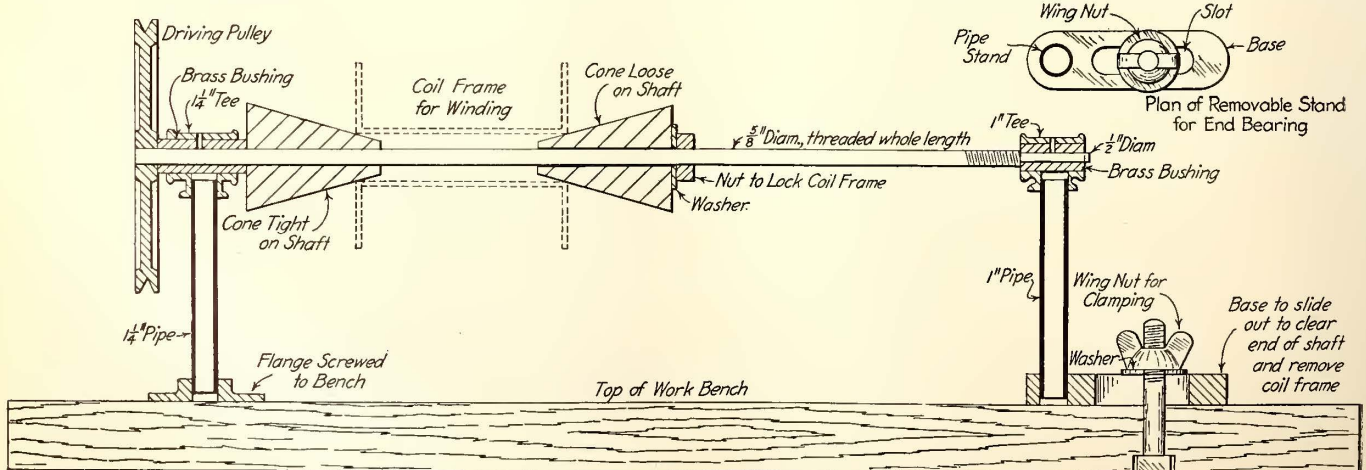 Driving Pulley
Brass Bushing
1 1/4" Tee
Coil Frame
for Winding
Cone Loose
on Shaft
5/8" Diam., threaded whole length
1" Tee
1/2" Diam
Brass Bushing
Nut to Lock Coil Frame
Washer.
Cone Tight
on Shaft
Wing Nut
Slot
Pipe
Stand
Base
Plan of Removable Stand
for End Bearing
1 1/4" Pipe
Flange Screwed
to Bench
Top of Work Bench
1" Pipe
Wing Nut for
Clamping
Washer
Base to slide
out to clear
end of shaft
and remove
coil frame